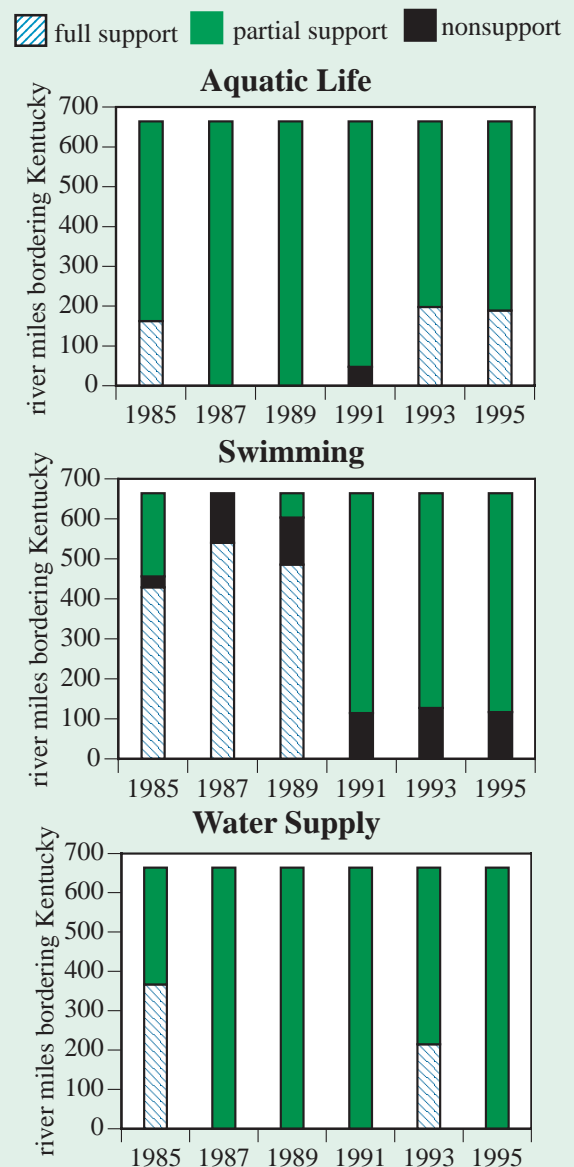 full support partial support nonsupport
Aquatic Life
river miles bordering Kentucky
700
600
500
400
300
200
100
0
1985 1987 1989 1991 1993 1995
Swimming
river miles bordering Kentucky
700
600
500
400
300
200
100
0
1985 1987 1989 1991 1993 1995
Water Supply
river miles bordering Kentucky
700
600
500
400
300
200
100
0
1985 1987 1989 1991 1993 1995